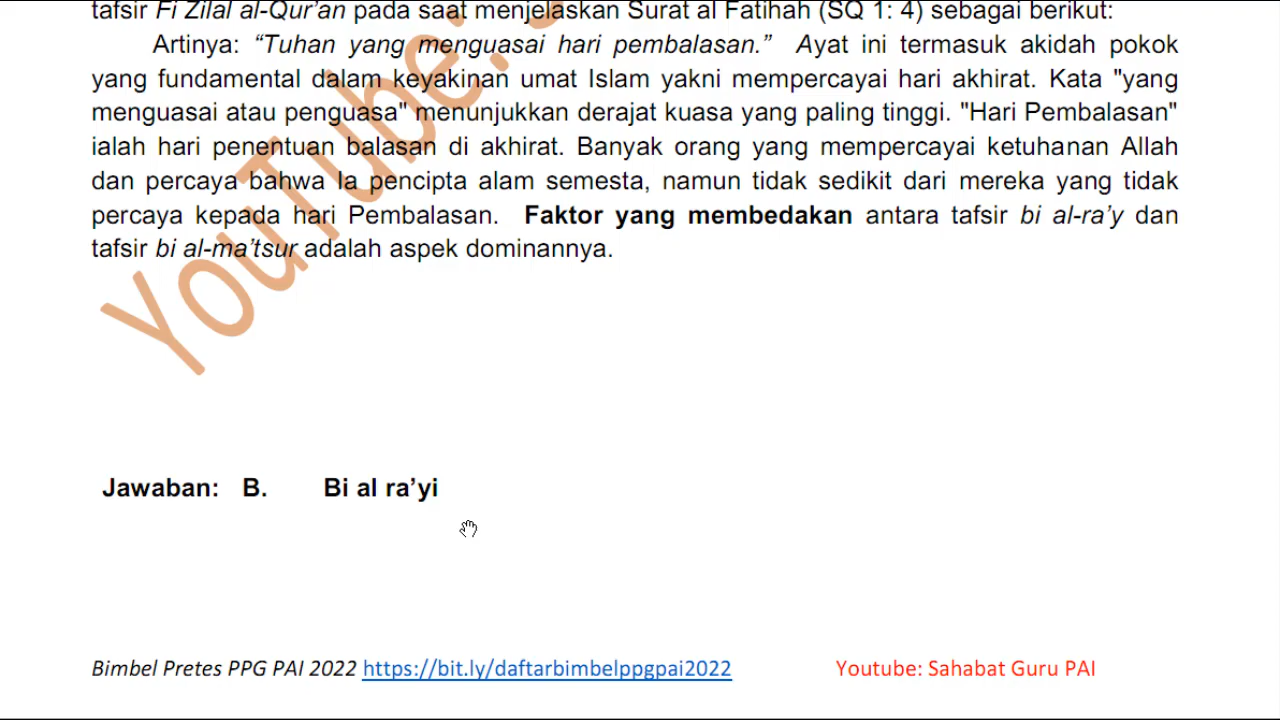 tafsir Fi Zilal al-Qur’an pada saat menjelaskan Surat al Fatihah (SQ 1: 4) sebagai berikut:
Artinya: “Tuhan yang menguasai hari pembalasan.” Ayat ini termasuk akidah pokok
yang fundamental dalam keyakinan umat Islam yakni mempercayai hari akhirat. Kata "yang
menguasai atau penguasa" menunjukkan derajat kuasa yang paling tinggi. "Hari Pembalasan"
ialah hari penentuan balasan di akhirat. Banyak orang yang mempercayai ketuhanan Allah
dan percaya bahwa Ia pencipta alam semesta, namun tidak sedikit dari mereka yang tidak
percaya kepada hari Pembalasan. Faktor yang membedakan antara tafsir bi al-ra’y dan
tafsir bi al-ma’tsur adalah aspek dominannya.
YouTube:
Jawaban: B. Bi al ra’yi
Bimbel Pretes PPG PAI 2022 https://bit.ly/daftarbimbelppgpai2022 Youtube: Sahabat Guru PAI